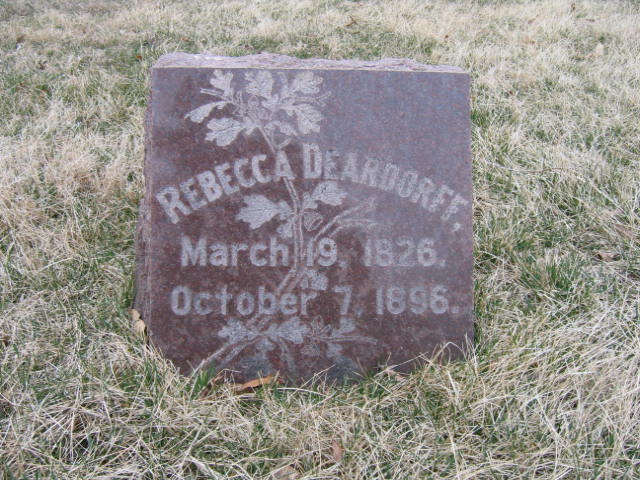 REBECCA DEARDORFF,
March 19, 1826.
October 7, 1896.